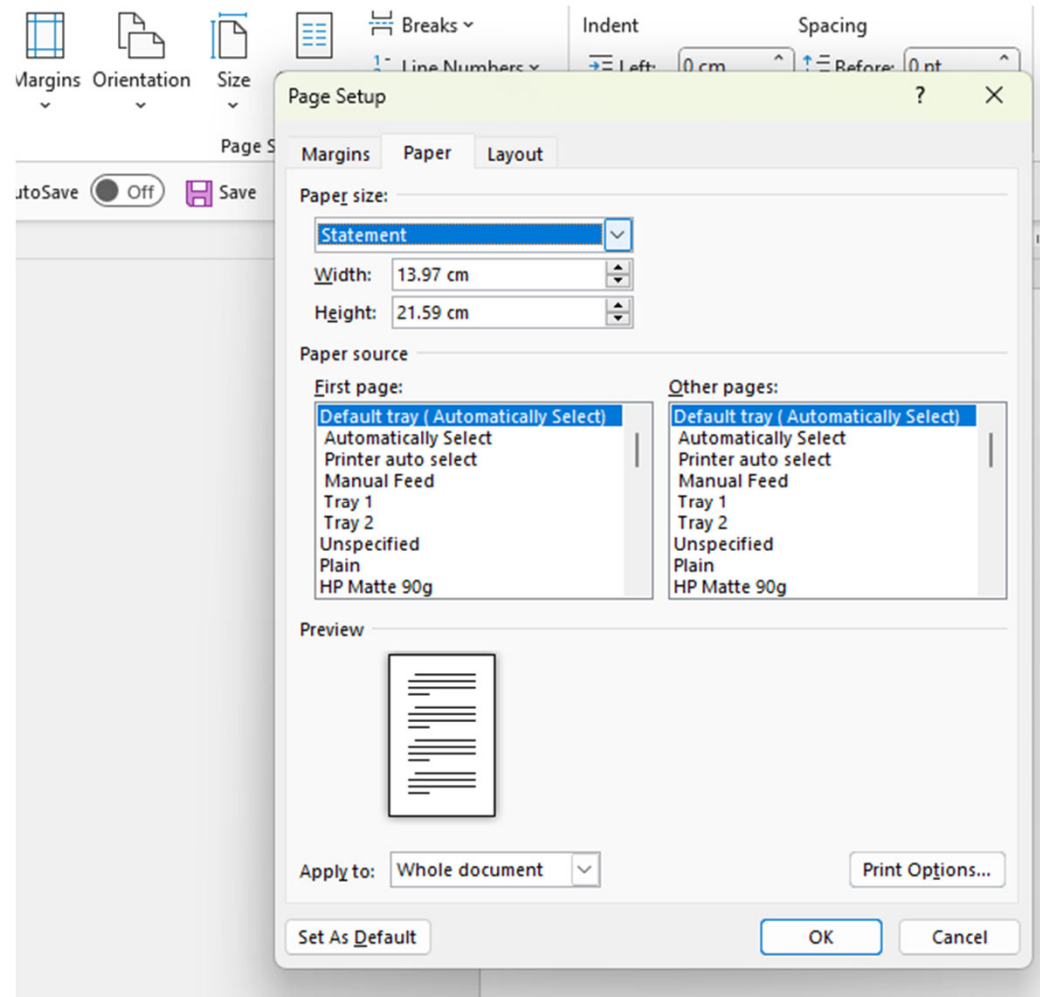 Breaks
Indent
Spacing
Line Numbers
Left:
0 cm
Before:
0 pt
Margins
Orientation
Size
Page S
utoSave
Off
Save
Page Setup
?
Margins
Paper
Layout
Paper size:
Statement
Width:
13.97 cm
Height:
21.59 cm
Paper source
First page:
Other pages:
Default tray ( Automatically Select)
Automatically Select
Printer auto select
Manual Feed
Tray 1
Tray 2
Unspecified
Plain
HP Matte 90g
Default tray ( Automatically Select)
Automatically Select
Printer auto select
Manual Feed
Tray 1
Tray 2
Unspecified
Plain
HP Matte 90g
Preview
Apply to:
Whole document
Print Options...
Set As Default
OK
Cancel